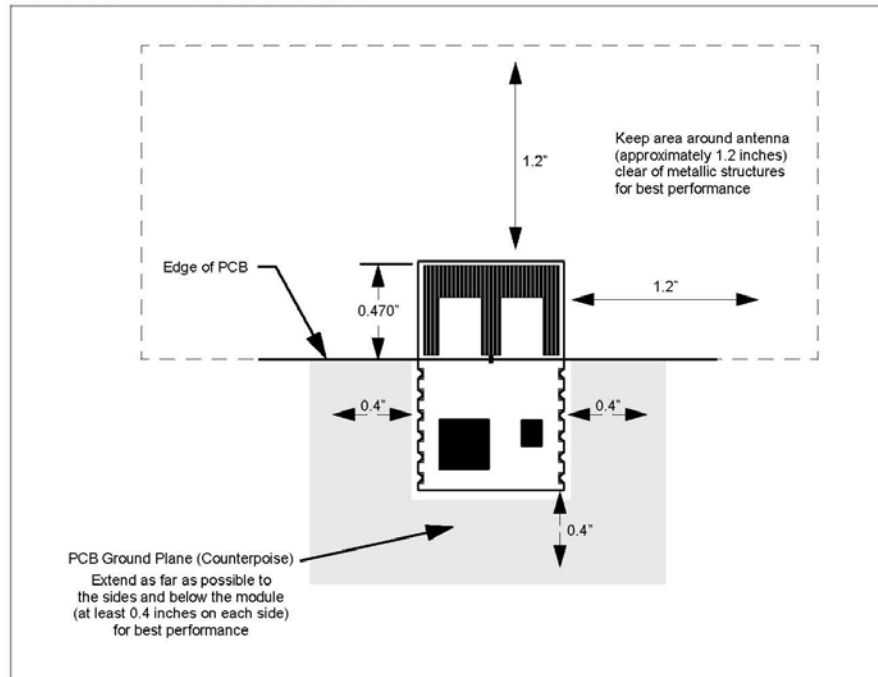 1.2"
Keep area around antenna
(approximately 1.2 inches)
clear of metallic structures
for best performance
Edge of PCB
0.470"
1.2"
0.4"
0.4"
0.4"
PCB Ground Plane (Counterpoise)
Extend as far as possible to
the sides and below the module
(at least 0.4 inches on each side)
for best performance